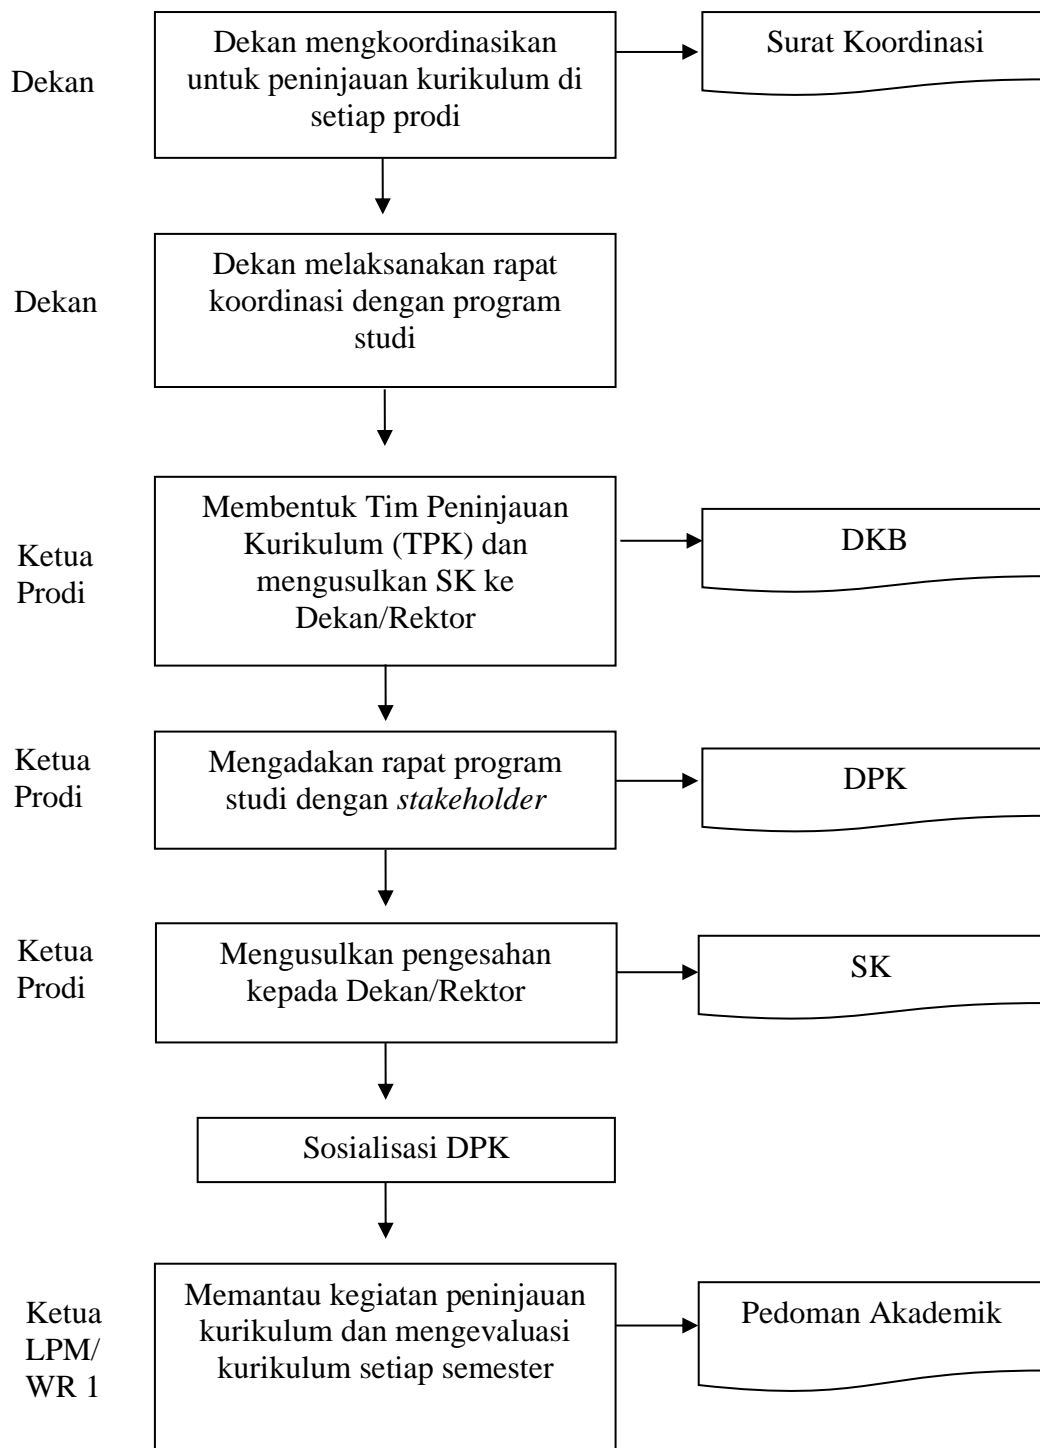 Dekan
Dekan mengkoordinasikan
untuk peninjauan kurikulum di
setiap prodi
Surat Koordinasi
Dekan
Dekan melaksanakan rapat
koordinasi dengan program
studi
Ketua
Prodi
Membentuk Tim Peninjauan
Kurikulum (TPK) dan
mengusulkan SK ke
Dekan/Rektor
DKB
Ketua
Prodi
Mengadakan rapat program
studi dengan stakeholder
DPK
Ketua
Prodi
Mengusulkan pengesahan
kepada Dekan/Rektor
SK
Sosialisasi DPK
Ketua
LPM/
WR 1
Memantau kegiatan peninjauan
kurikulum dan mengevaluasi
kurikulum setiap semester
Pedoman Akademik